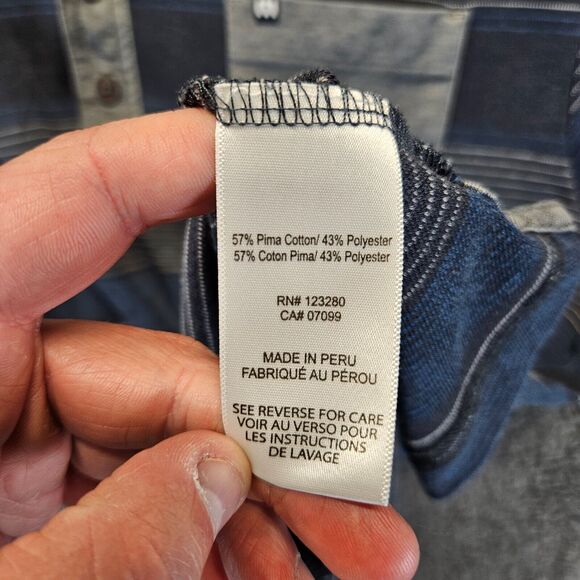 57% Pima Cotton/ 43% Polyester
57% Coton Pima/ 43% Polyester
RN# 123280
CA# 07099
MADE IN PERU
FABRIQUÉ AU PÉROU
SEE REVERSE FOR CARE
VOIR AU VERSO POUR
LES INSTRUCTIONS
DE LAVAGE